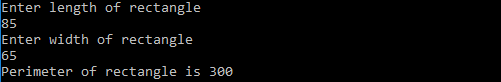 Enter length of rectangle
85
Enter width of rectangle
65
Perimeter of rectangle is 300